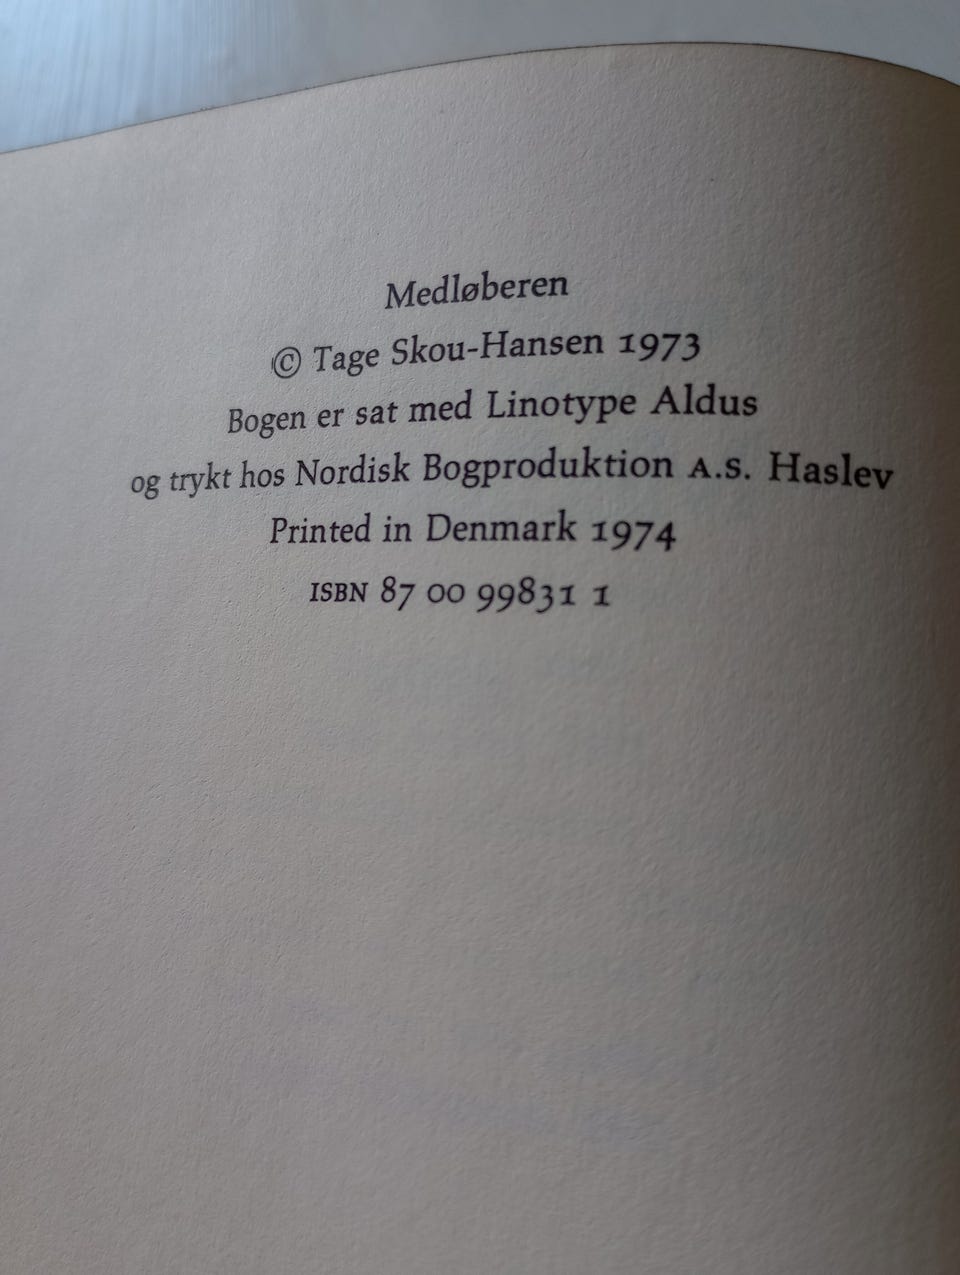 Medløberen
© Tage Skou-Hansen 1973
Bogen er sat med Linotype Aldus
og trykt hos Nordisk Bogproduktion A.S. Haslev
Printed in Denmark 1974
ISBN 87 00 99831 1